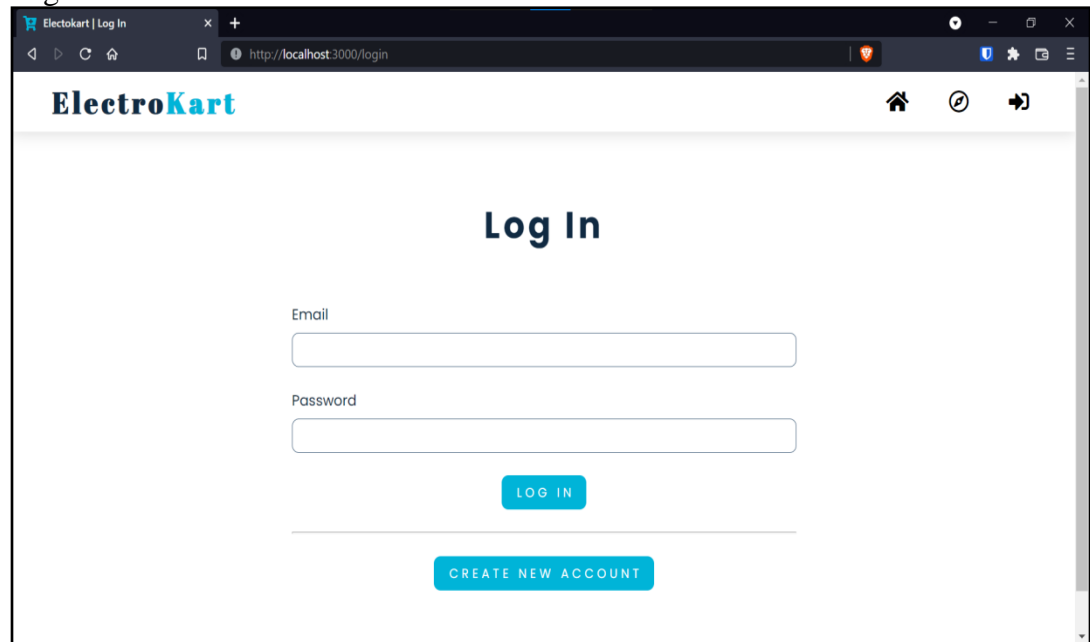 Electokart | Log In
http://localhost:3000/login
ElectroKart
Log In
Email
Password
LOG IN
CREATE NEW ACCOUNT